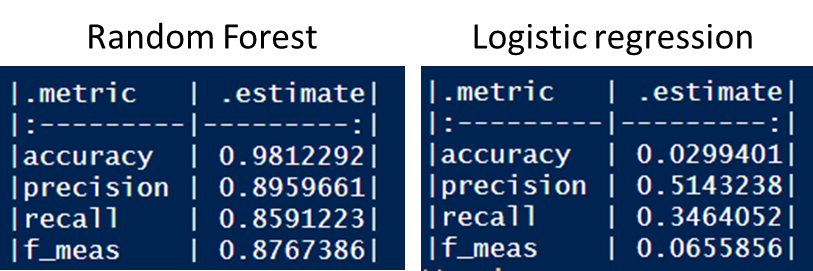 Random Forest
|.metric   | .estimate|
|:---------|---------:|
|accuracy  | 0.9812292|
|precision | 0.8959661|
|recall    | 0.8591223|
|f_meas    | 0.8767386|
Logistic regression
|.metric   | .estimate|
|:---------|---------:|
|accuracy  | 0.0299401|
|precision | 0.5143238|
|recall    | 0.3464052|
|f_meas    | 0.0655856|